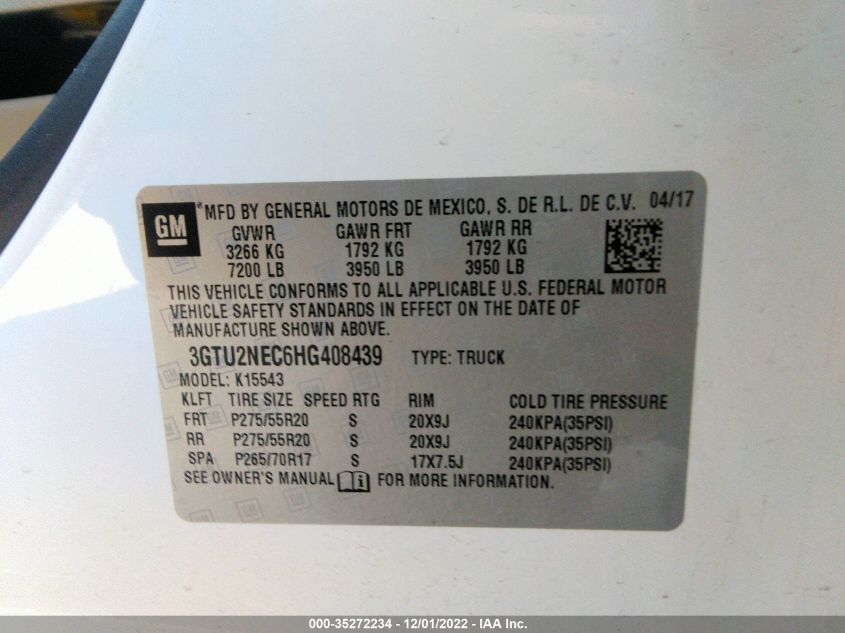 GM MFD BY GENERAL MOTORS DE MEXICO, S. DE R.L. DE C.V. 04/17
GVWR GAWR FRT GAWR RR
3266 KG 1792 KG 1792 KG
7200 LB 3950 LB 3950 LB
THIS VEHICLE CONFORMS TO ALL APPLICABLE U.S. FEDERAL MOTOR
VEHICLE SAFETY STANDARDS IN EFFECT ON THE DATE OF
MANUFACTURE SHOWN ABOVE.
3GTU2NEC6HG408439 TYPE: TRUCK
MODEL: K15543
KLFT TIRE SIZE SPEED RTG RIM COLD TIRE PRESSURE
FRT P275/55R20 S 20X9J 240KPA(35PSI)
RR P275/55R20 S 20X9J 240KPA(35PSI)
SPA P265/70R17 S 17X7.5J 240KPA(35PSI)
SEE OWNER'S MANUAL FOR MORE INFORMATION.
000-35272234 - 12/01/2022 - IAA Inc.